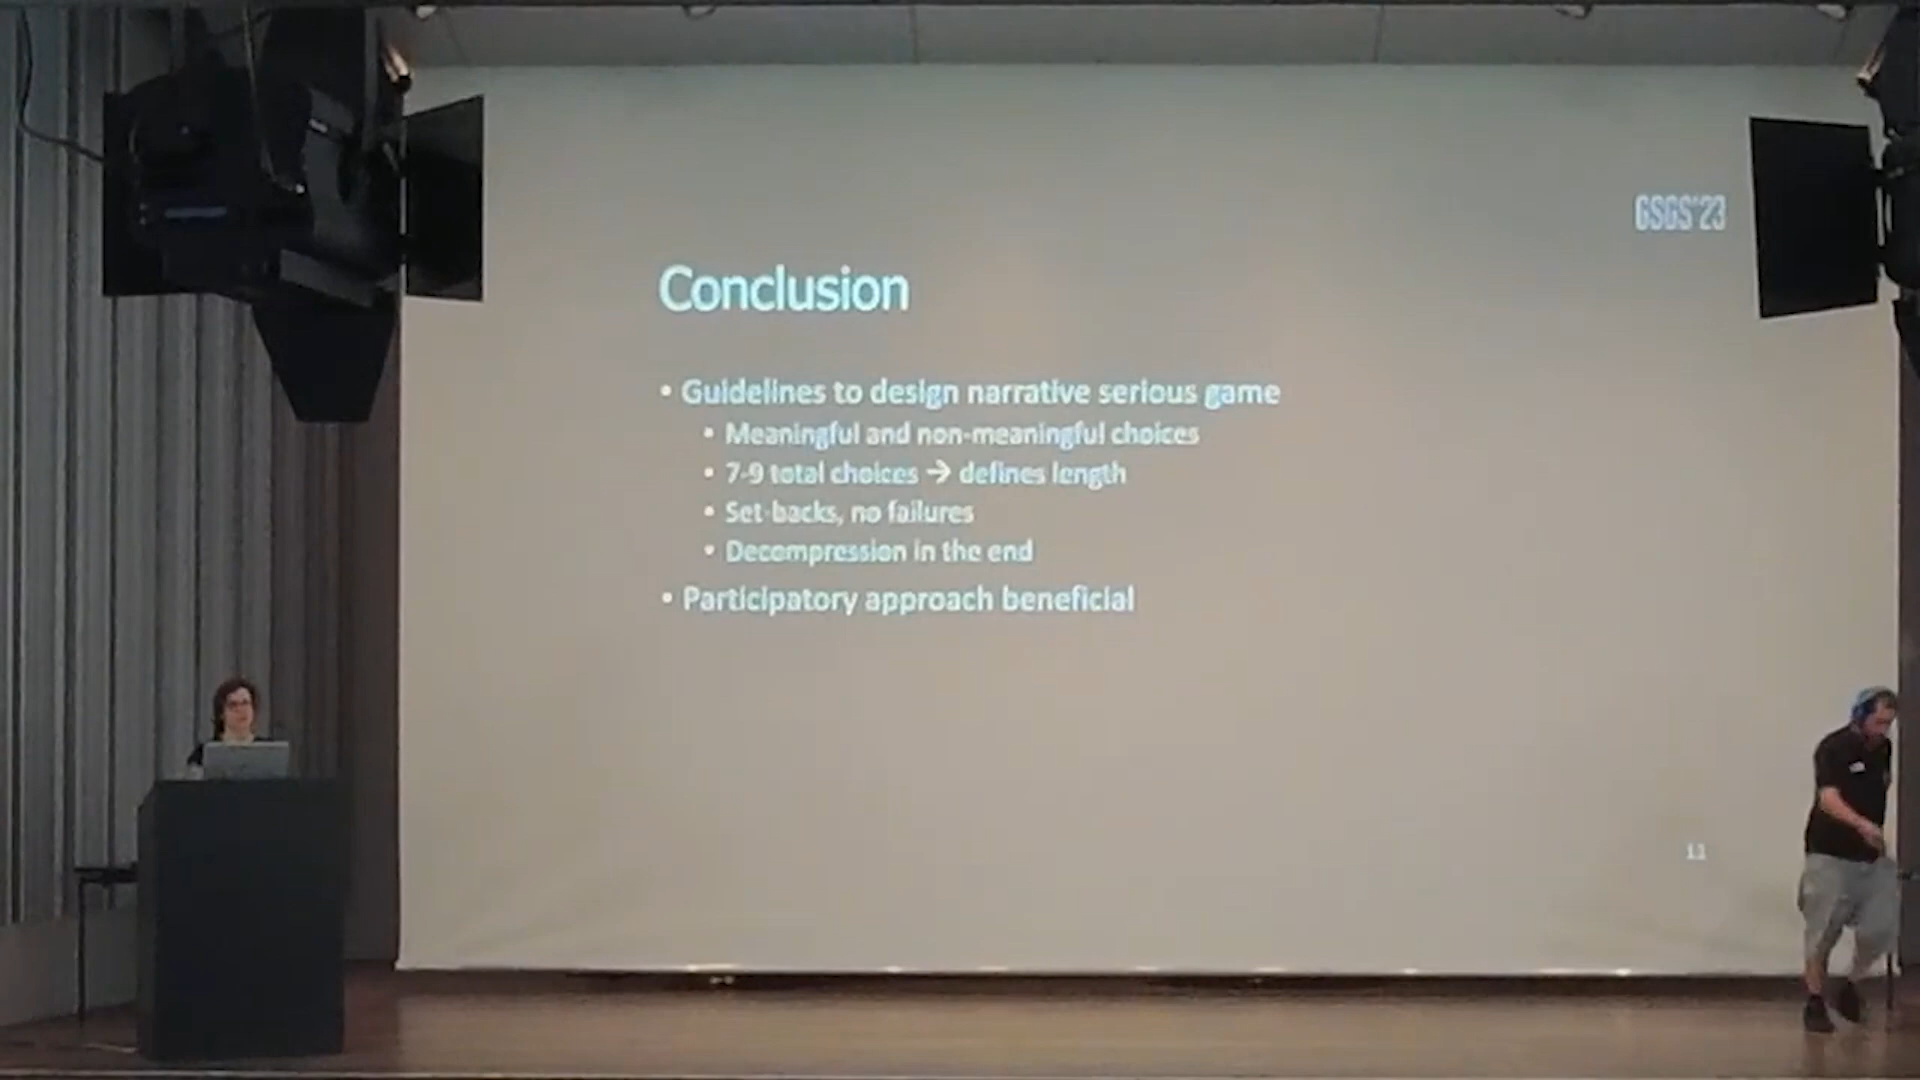 GSGS'23
Conclusion
• Guidelines to design narrative serious game
• Meaningful and non-meaningful choices
• 7-9 total choices → defines length
• Set-backs, no failures
• Decompression in the end
• Participatory approach beneficial
11